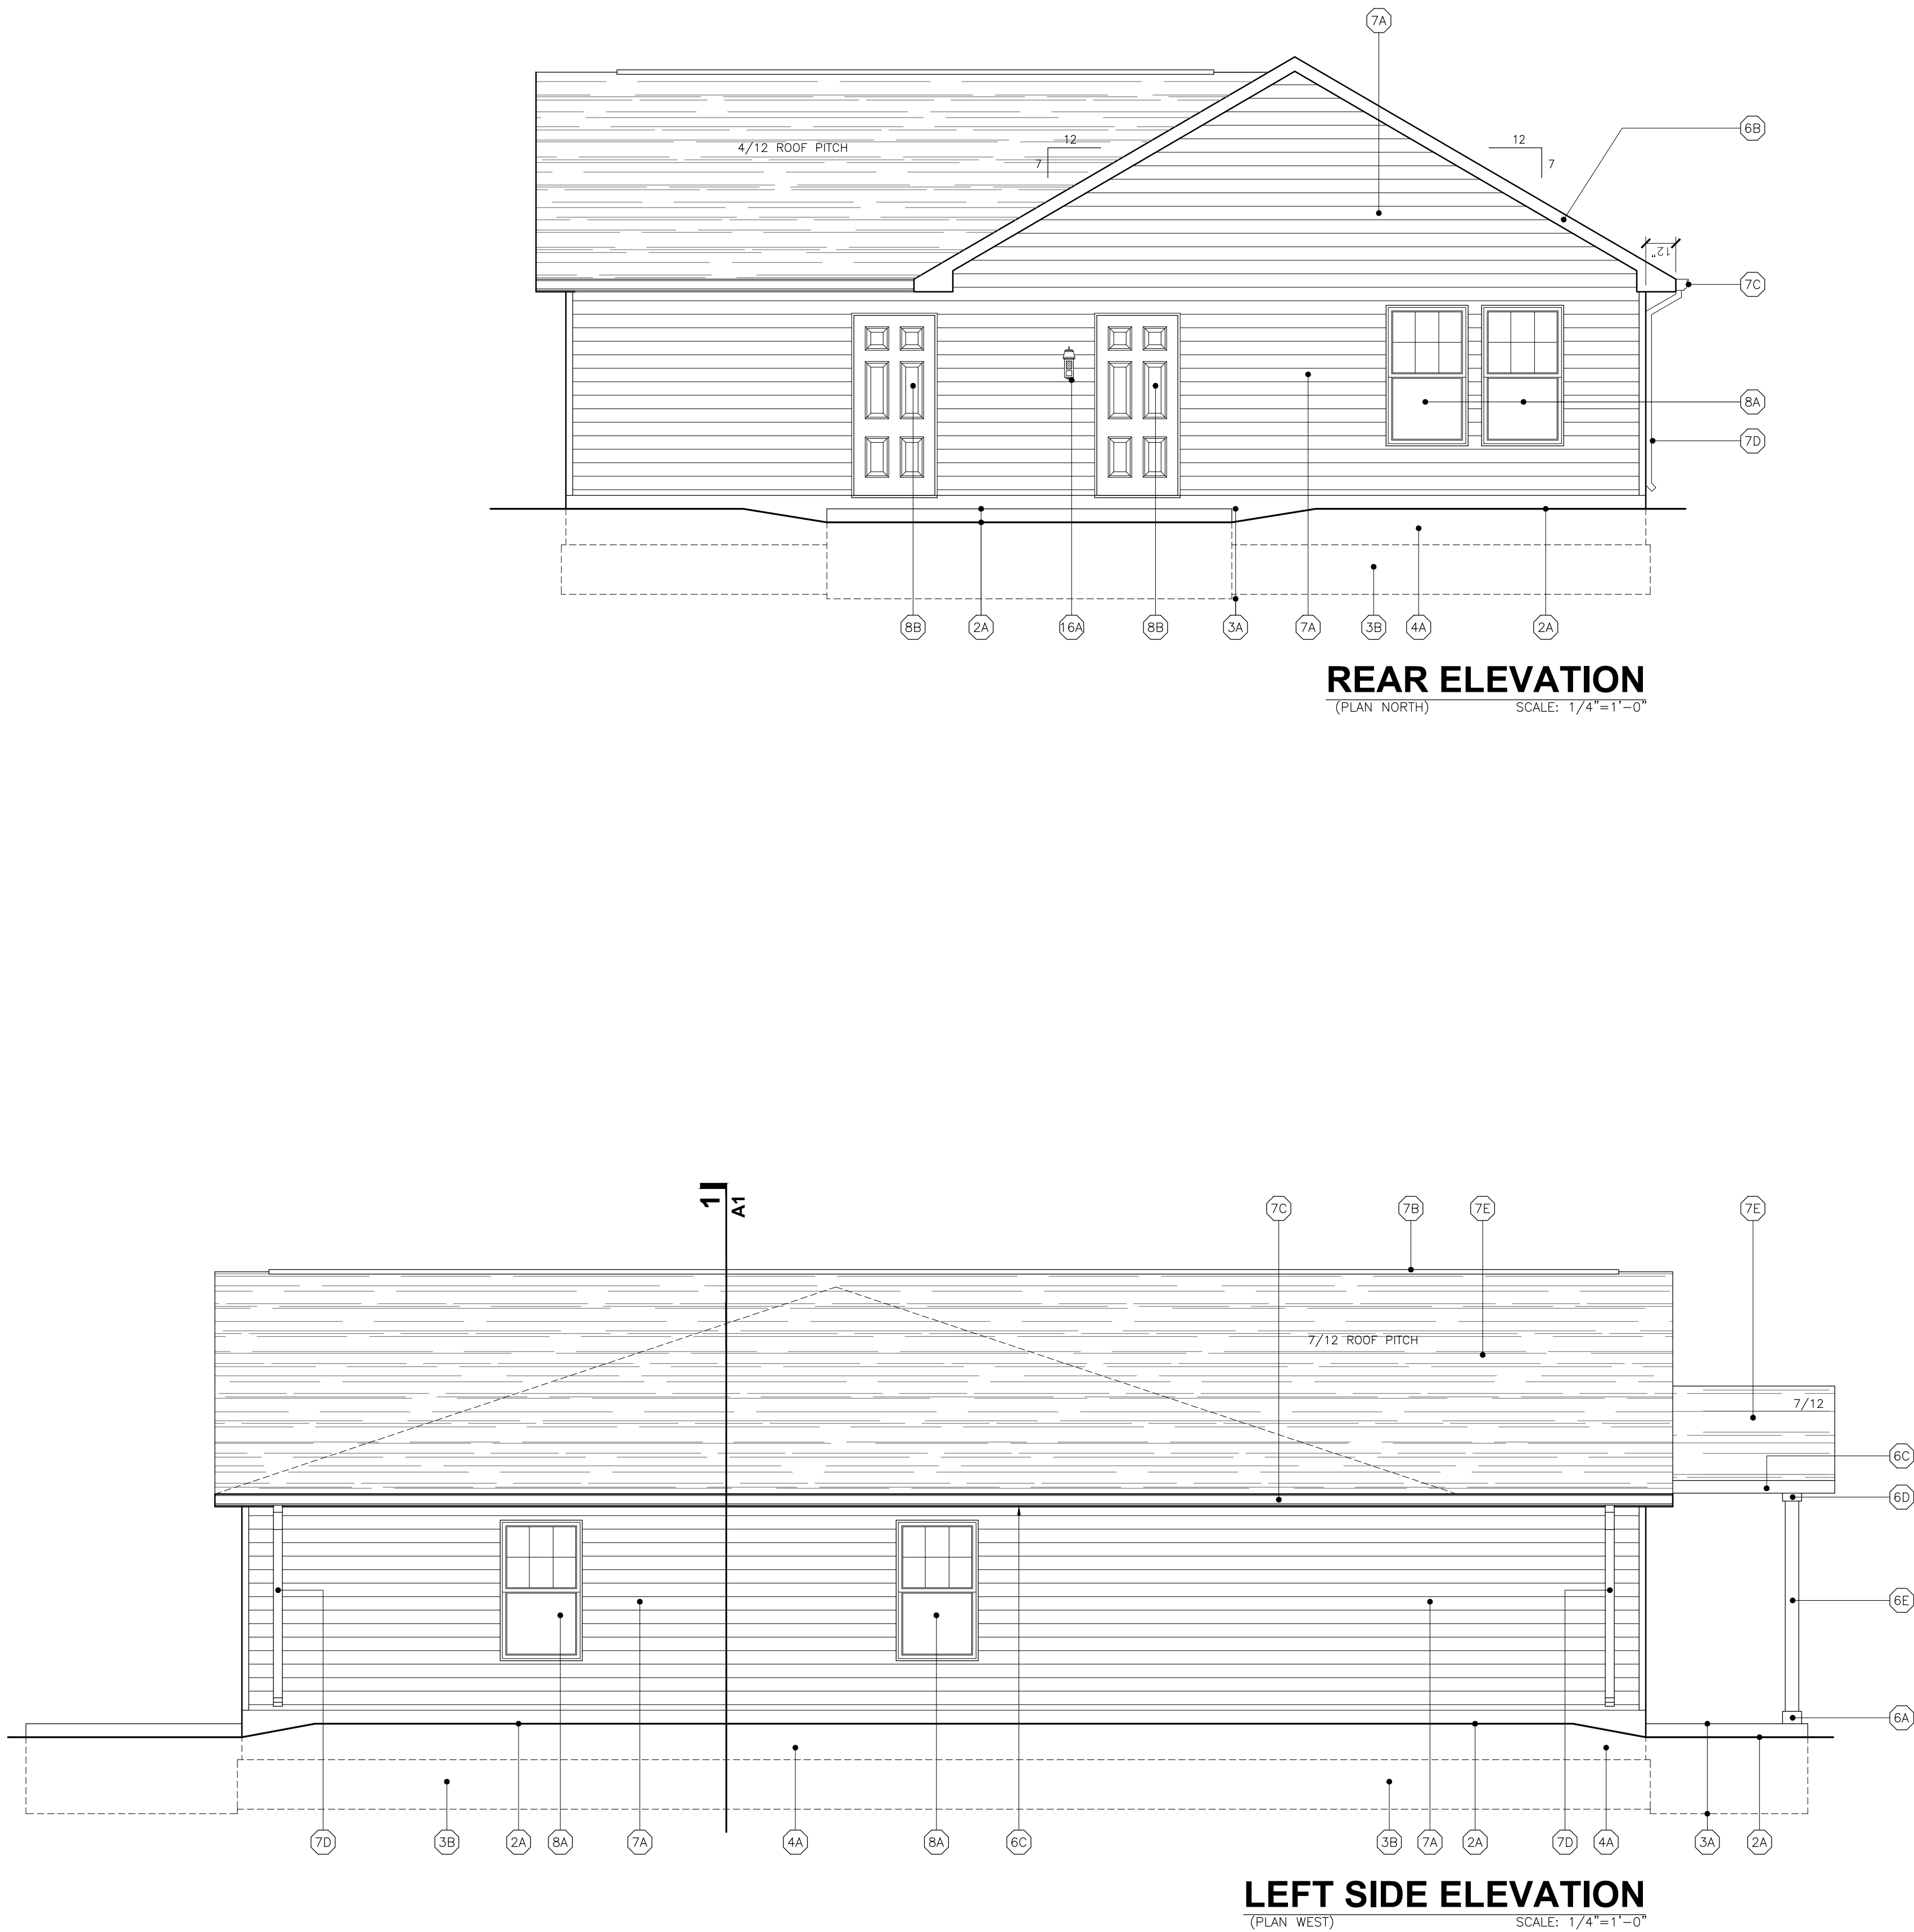 7A
6B
4/12 ROOF PITCH
12
7
12
7
12"
7C
8A
7D
8B
2A
16A
8B
3A
7A
3B
4A
2A
REAR ELEVATION
(PLAN NORTH)
SCALE: 1/4"=1'-0"
1
A1
7C
7B
7E
7E
7/12 ROOF PITCH
7/12
6C
6D
6E
6A
7D
3B
2A
8A
7A
4A
8A
6C
3B
7A
2A
7D
4A
3A
2A
LEFT SIDE ELEVATION
(PLAN WEST)
SCALE: 1/4"=1'-0"